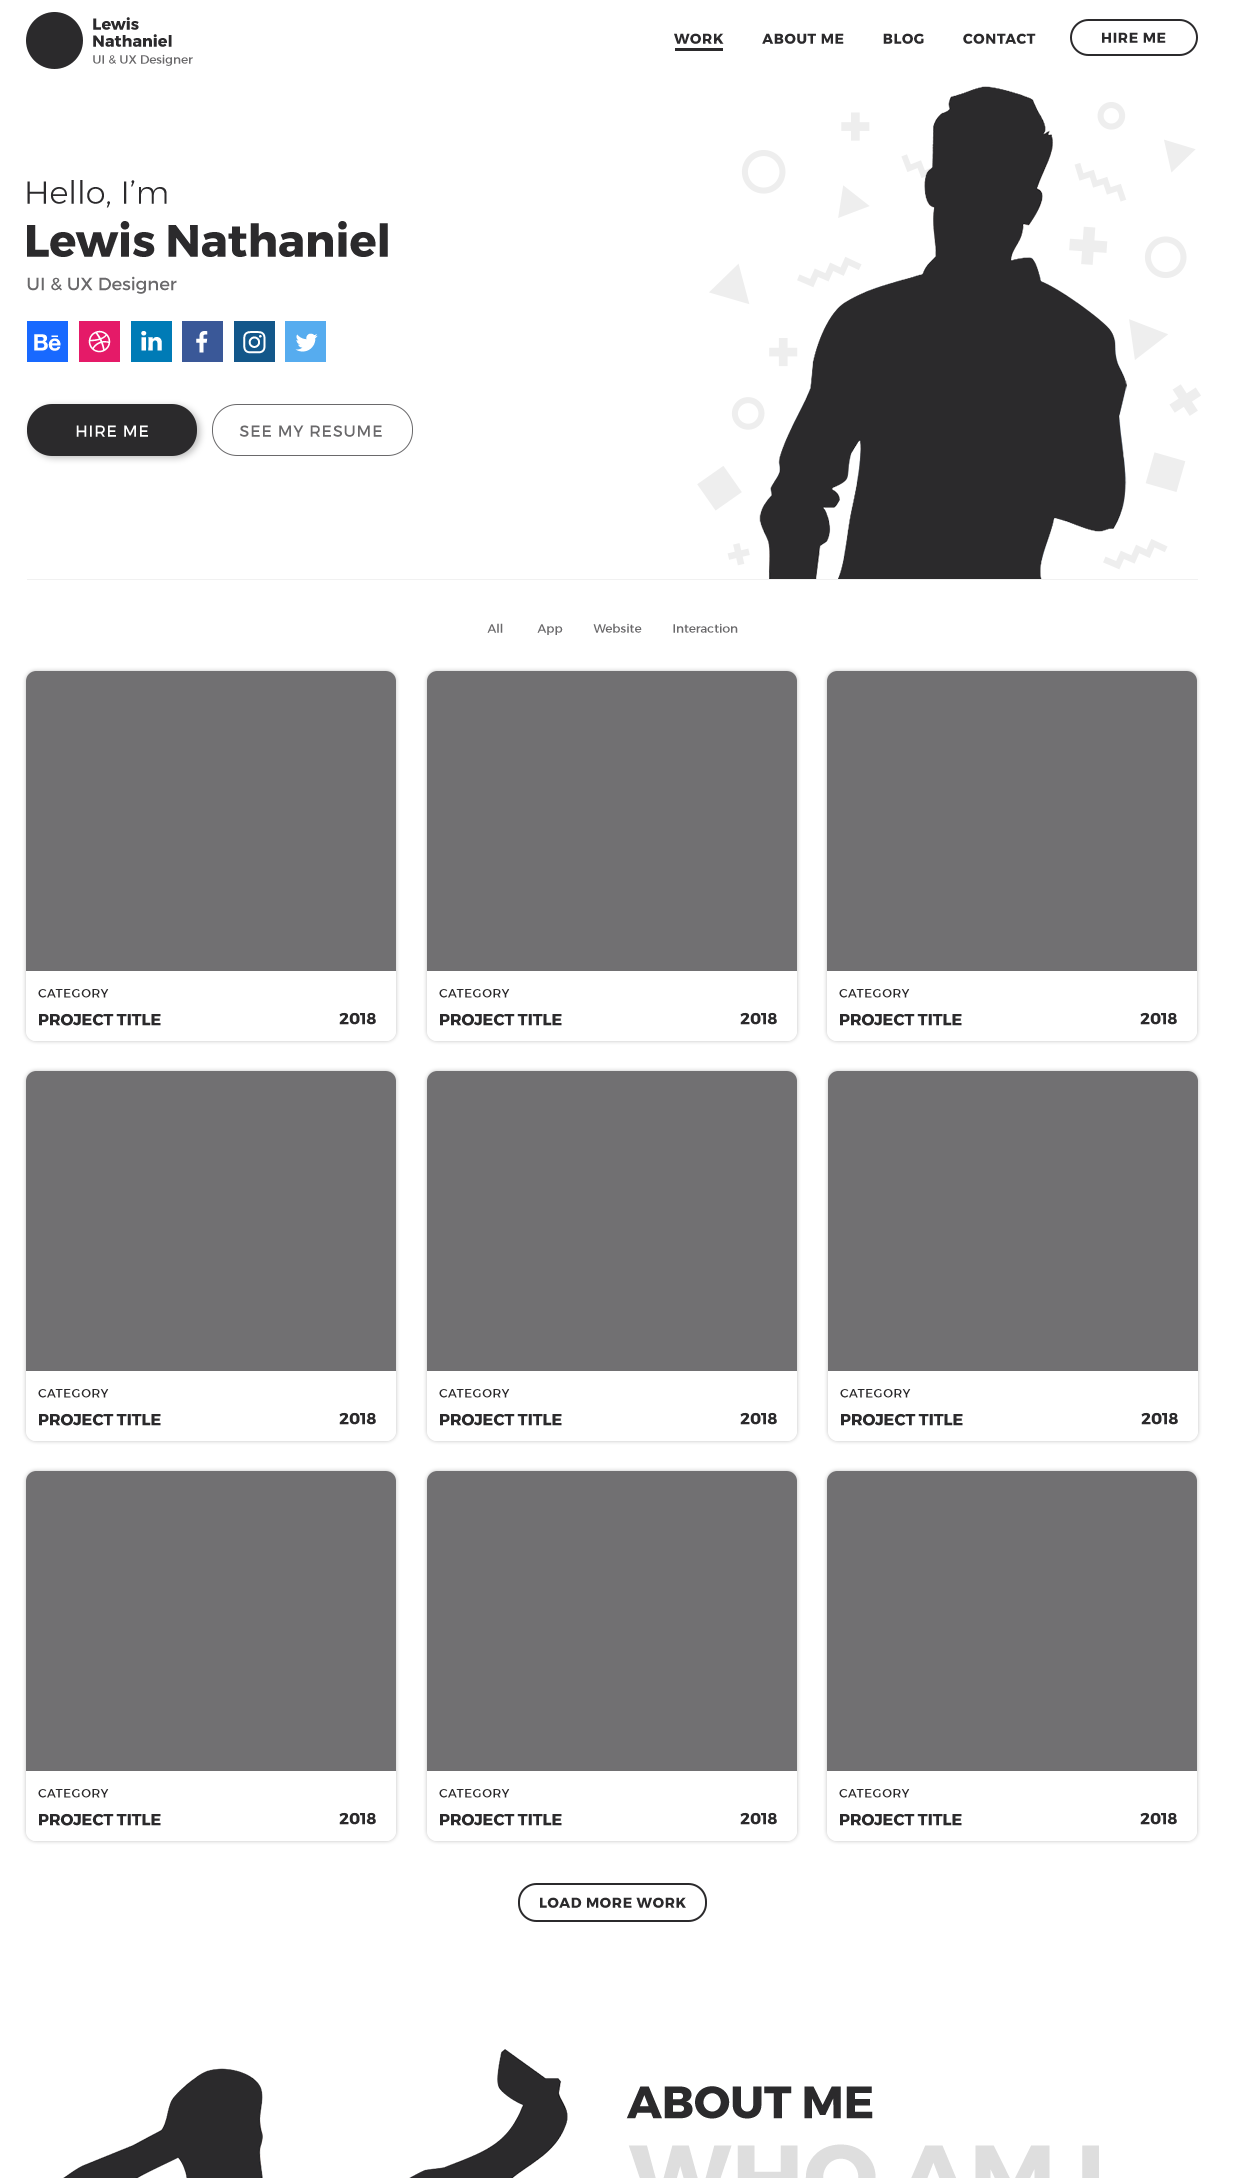 Lewis
Nathaniel
UI & UX Designer
WORK
ABOUT ME
BLOG
CONTACT
HIRE ME
Hello, I'm
Lewis Nathaniel
UI & UX Designer
Bē
in
f
HIRE ME
SEE MY RESUME
All
App
Website
Interaction
CATEGORY
PROJECT TITLE
2018
CATEGORY
PROJECT TITLE
2018
CATEGORY
PROJECT TITLE
2018
CATEGORY
PROJECT TITLE
2018
CATEGORY
PROJECT TITLE
2018
CATEGORY
PROJECT TITLE
2018
CATEGORY
PROJECT TITLE
2018
CATEGORY
PROJECT TITLE
2018
CATEGORY
PROJECT TITLE
2018
LOAD MORE WORK
ABOUT ME
WHO AM I